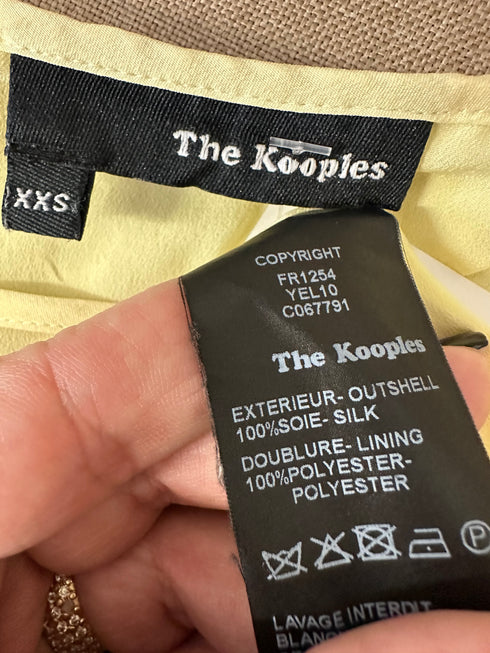 The Kooples
XXS
COPYRIGHT
FR1254
YEL10
C067791
The Kooples
EXTERIEUR- OUTSHELL
100%SOIE- SILK
DOUBLURE- LINING
100%POLYESTER-
POLYESTER
P
LAVAGE INTERDIT